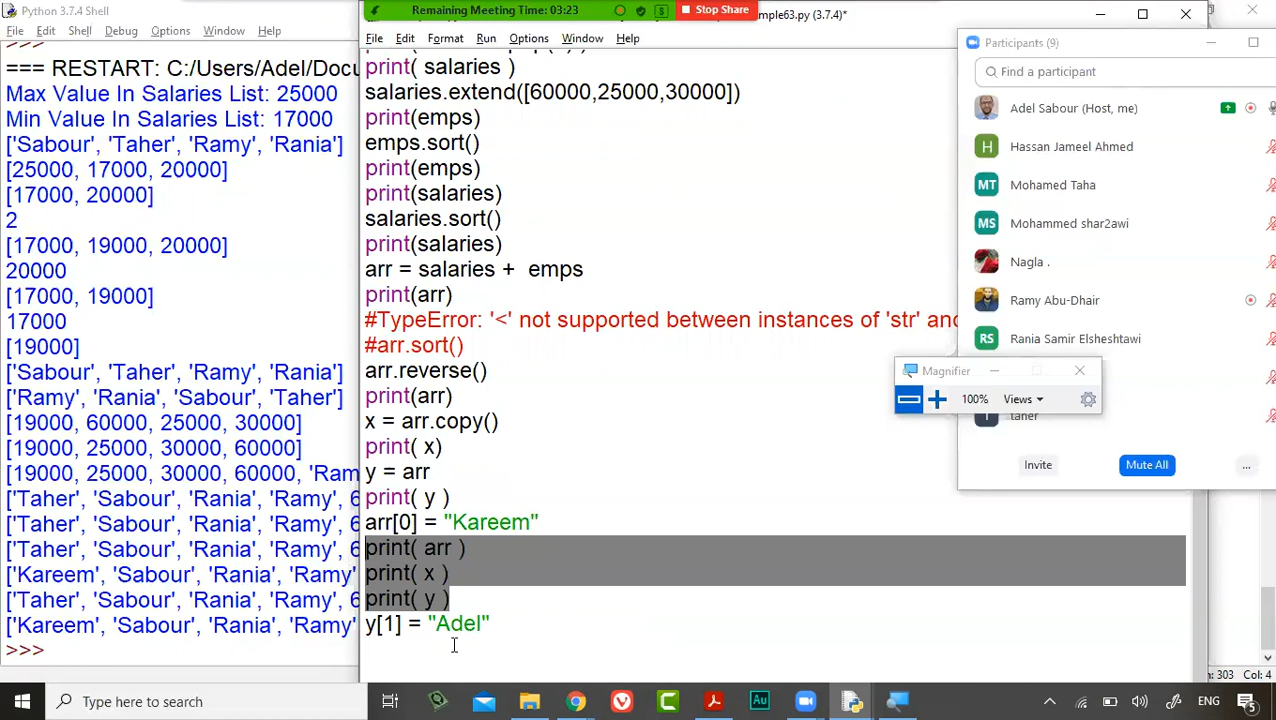 Python 3.7.4 Shell
File Edit Shell Debug Options Window Help
>>>
=== RESTART: C:/Users/Adel/Docu
Max Value In Salaries List: 25000
Min Value In Salaries List: 17000
['Sabour', 'Taher', 'Ramy', 'Rania']
[25000, 17000, 20000]
[17000, 20000]
2
[17000, 19000, 20000]
20000
[17000, 19000]
17000
[19000]
['Sabour', 'Taher', 'Ramy', 'Rania']
['Ramy', 'Rania', 'Sabour', 'Taher']
[19000, 60000, 25000, 30000]
[19000, 25000, 30000, 60000]
[19000, 25000, 30000, 60000, 'Ram
['Taher', 'Sabour', 'Rania', 'Ramy', 6
['Taher', 'Sabour', 'Rania', 'Ramy', 6
['Taher', 'Sabour', 'Rania', 'Ramy', 6
['Kareem', 'Sabour', 'Rania', 'Ramy'
['Taher', 'Sabour', 'Rania', 'Ramy', 6
['Kareem', 'Sabour', 'Rania', 'Ramy'
>>>
Remaining Meeting Time: 03:23
Stop Share
mple63.py (3.7.4)*
File Edit Format Run Options Window Help
print( salaries )
salaries.extend([60000,25000,30000])
print(emps)
emps.sort()
print(emps)
print(salaries)
salaries.sort()
print(salaries)
arr = salaries + emps
print(arr)
#TypeError: '<' not supported between instances of 'str' and
#arr.sort()
arr.reverse()
print(arr)
x = arr.copy()
print( x)
y = arr
print( y )
arr[0] = "Kareem"
print( arr )
print( x )
print( y )
y[1] = "Adel"
Participants (9)
Find a participant
Adel Sabour (Host, me)
H Hassan Jameel Ahmed
MT Mohamed Taha
MS Mohammed shar2awi
Nagla .
Ramy Abu-Dhair
RS Rania Samir Elsheshtawi
Magnifier
100% Views
taher
Invite Mute All ...
Ln: 303 Col: 4
Type here to search
Au
ENG
5